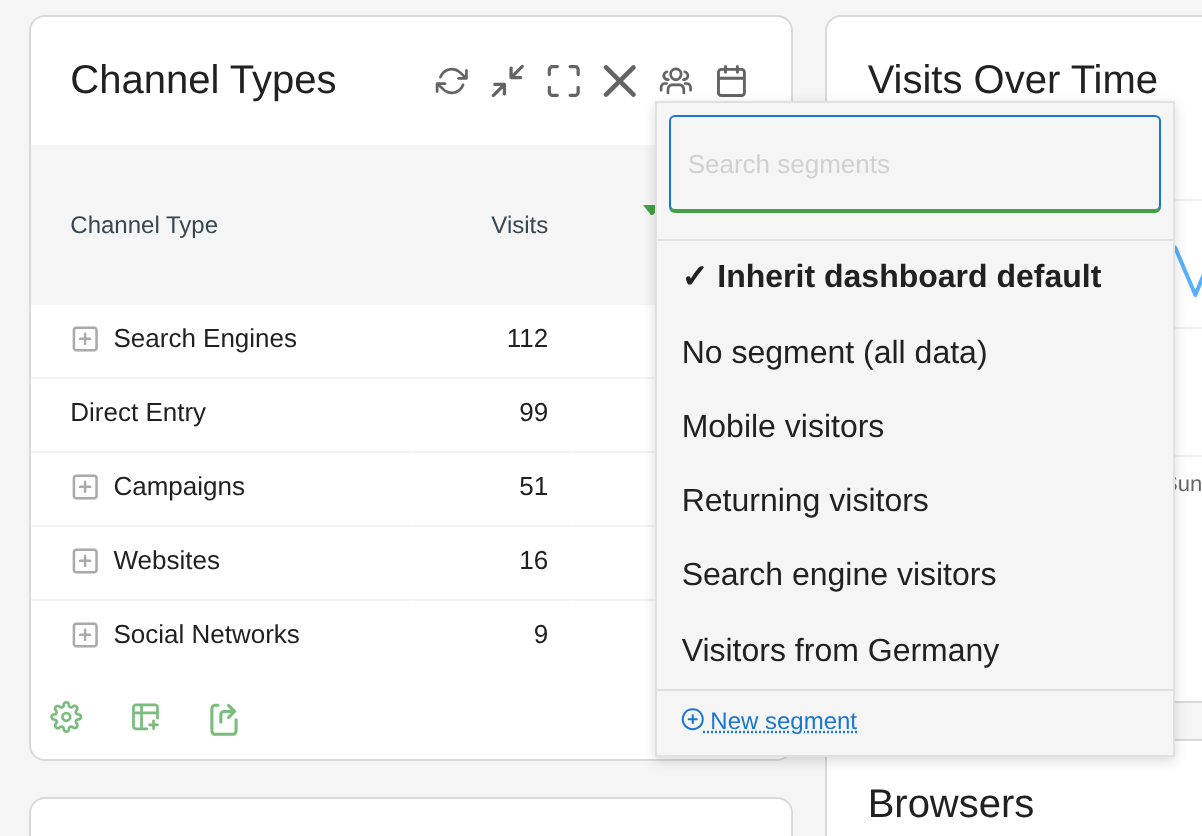 Channel Types
Visits Over Time
Search segments
Channel Type Visits
✓ Inherit dashboard default
Search Engines 112
No segment (all data)
Direct Entry 99
Mobile visitors
Campaigns 51
Returning visitors
Websites 16
Search engine visitors
Social Networks 9
Visitors from Germany
New segment
Browsers